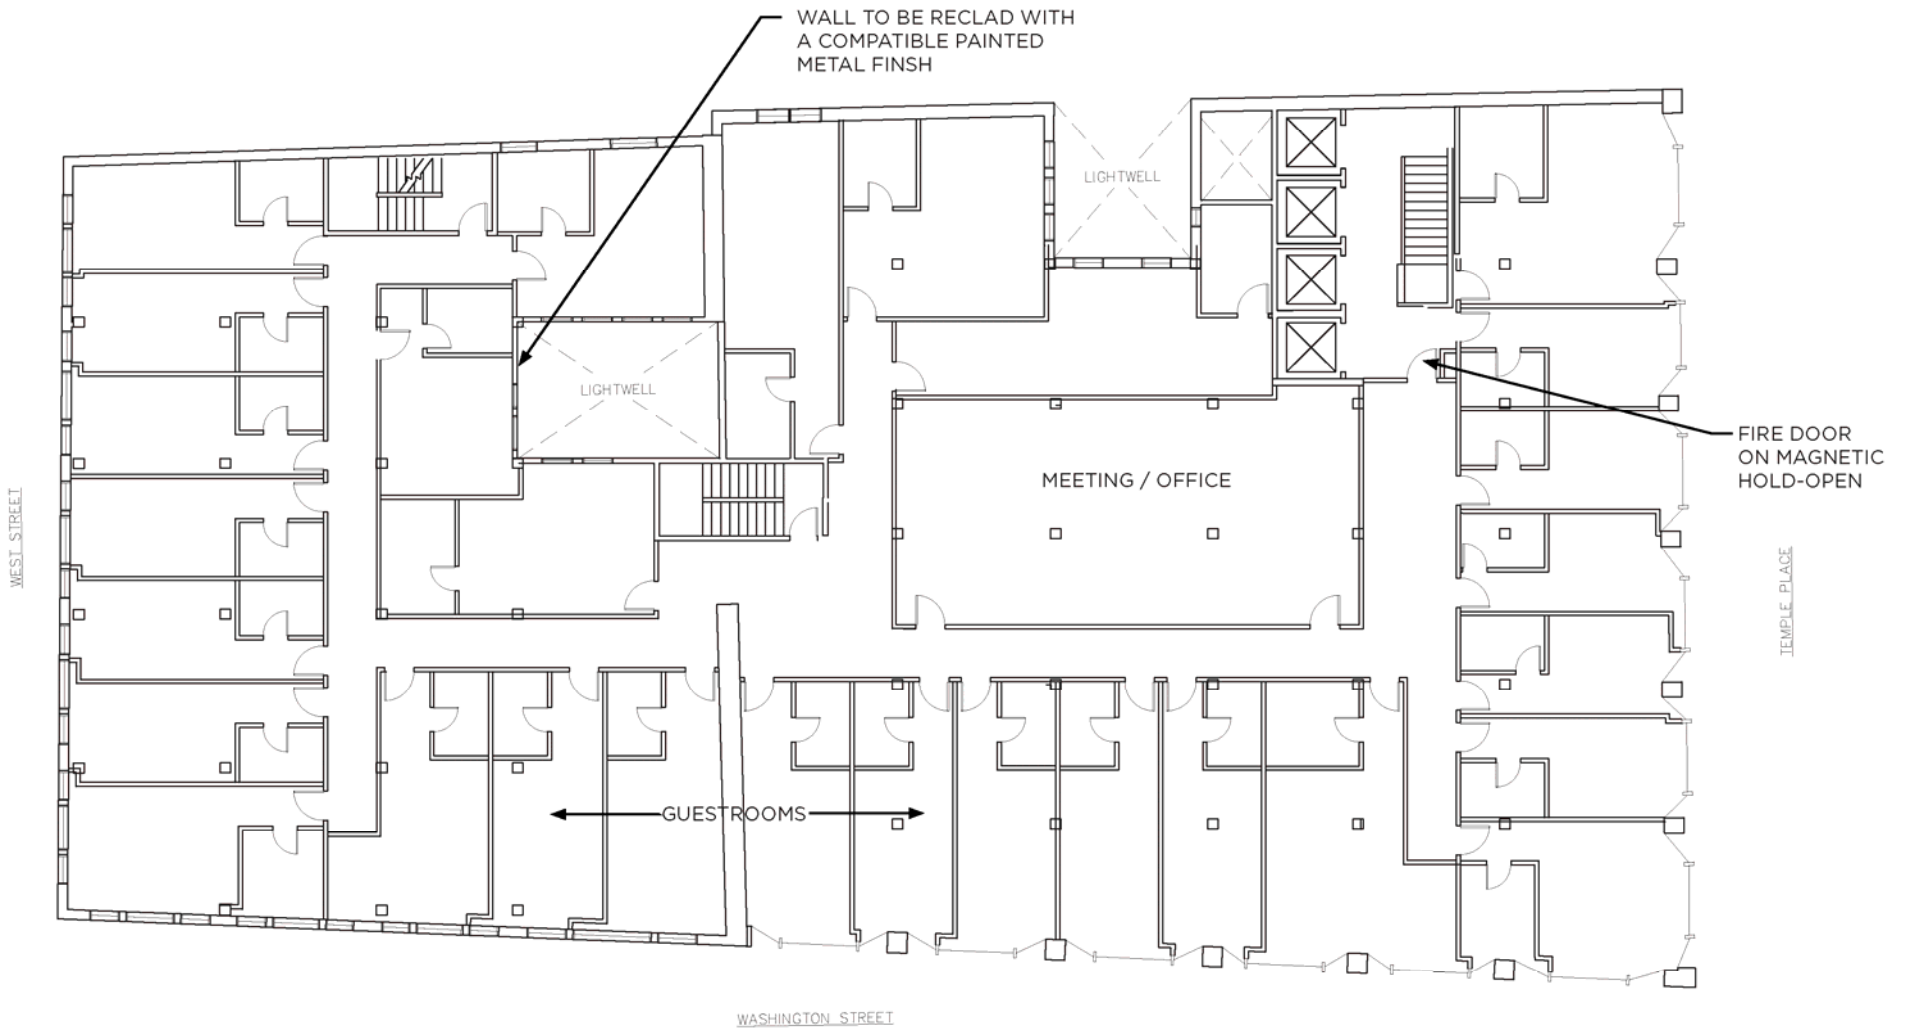 WALL TO BE RECLAD WITH
A COMPATIBLE PAINTED
METAL FINSH
LIGHTWELL
LIGHTWELL
FIRE DOOR
ON MAGNETIC
HOLD-OPEN
MEETING / OFFICE
WEST STREET
TEMPLE PLACE
GUESTROOMS
WASHINGTON STREET